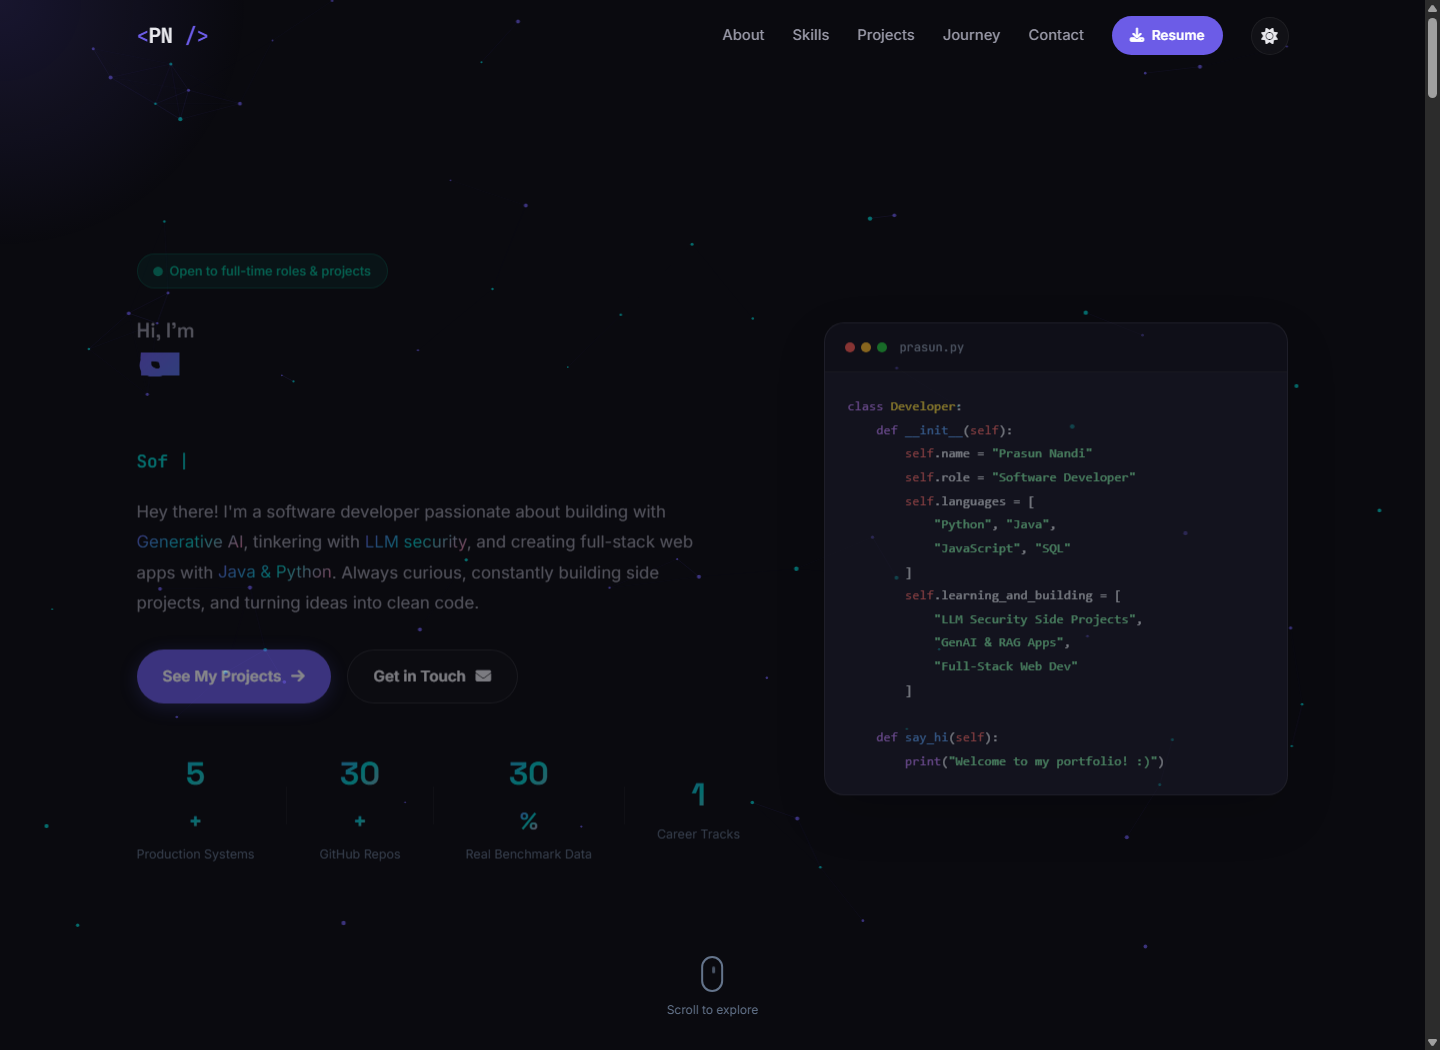 <PN />
About Skills Projects Journey Contact Resume
Open to full-time roles & projects
Hi, I'm
Sof |
Hey there! I'm a software developer passionate about building with
Generative AI, tinkering with LLM security, and creating full-stack web
apps with Java & Python. Always curious, constantly building side
projects, and turning ideas into clean code.
See My Projects →
Get in Touch
5
+
Production Systems
30
+
GitHub Repos
30
%
Real Benchmark Data
1
Career Tracks
prasun.py
class Developer:
def __init__(self):
self.name = "Prasun Nandi"
self.role = "Software Developer"
self.languages = [
"Python", "Java",
"JavaScript", "SQL"
]
self.learning_and_building = [
"LLM Security Side Projects",
"GenAI & RAG Apps",
"Full-Stack Web Dev"
]
def say_hi(self):
print("Welcome to my portfolio! :)")
Scroll to explore